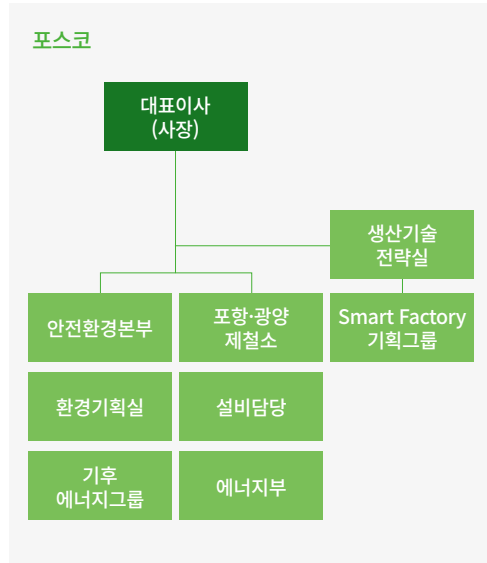 포스코
대표이사
(사장)
생산기술
전략실
안전환경본부
포항·광양
제철소
Smart Factory
기획그룹
환경기획실
설비담당
기후
에너지그룹
에너지부